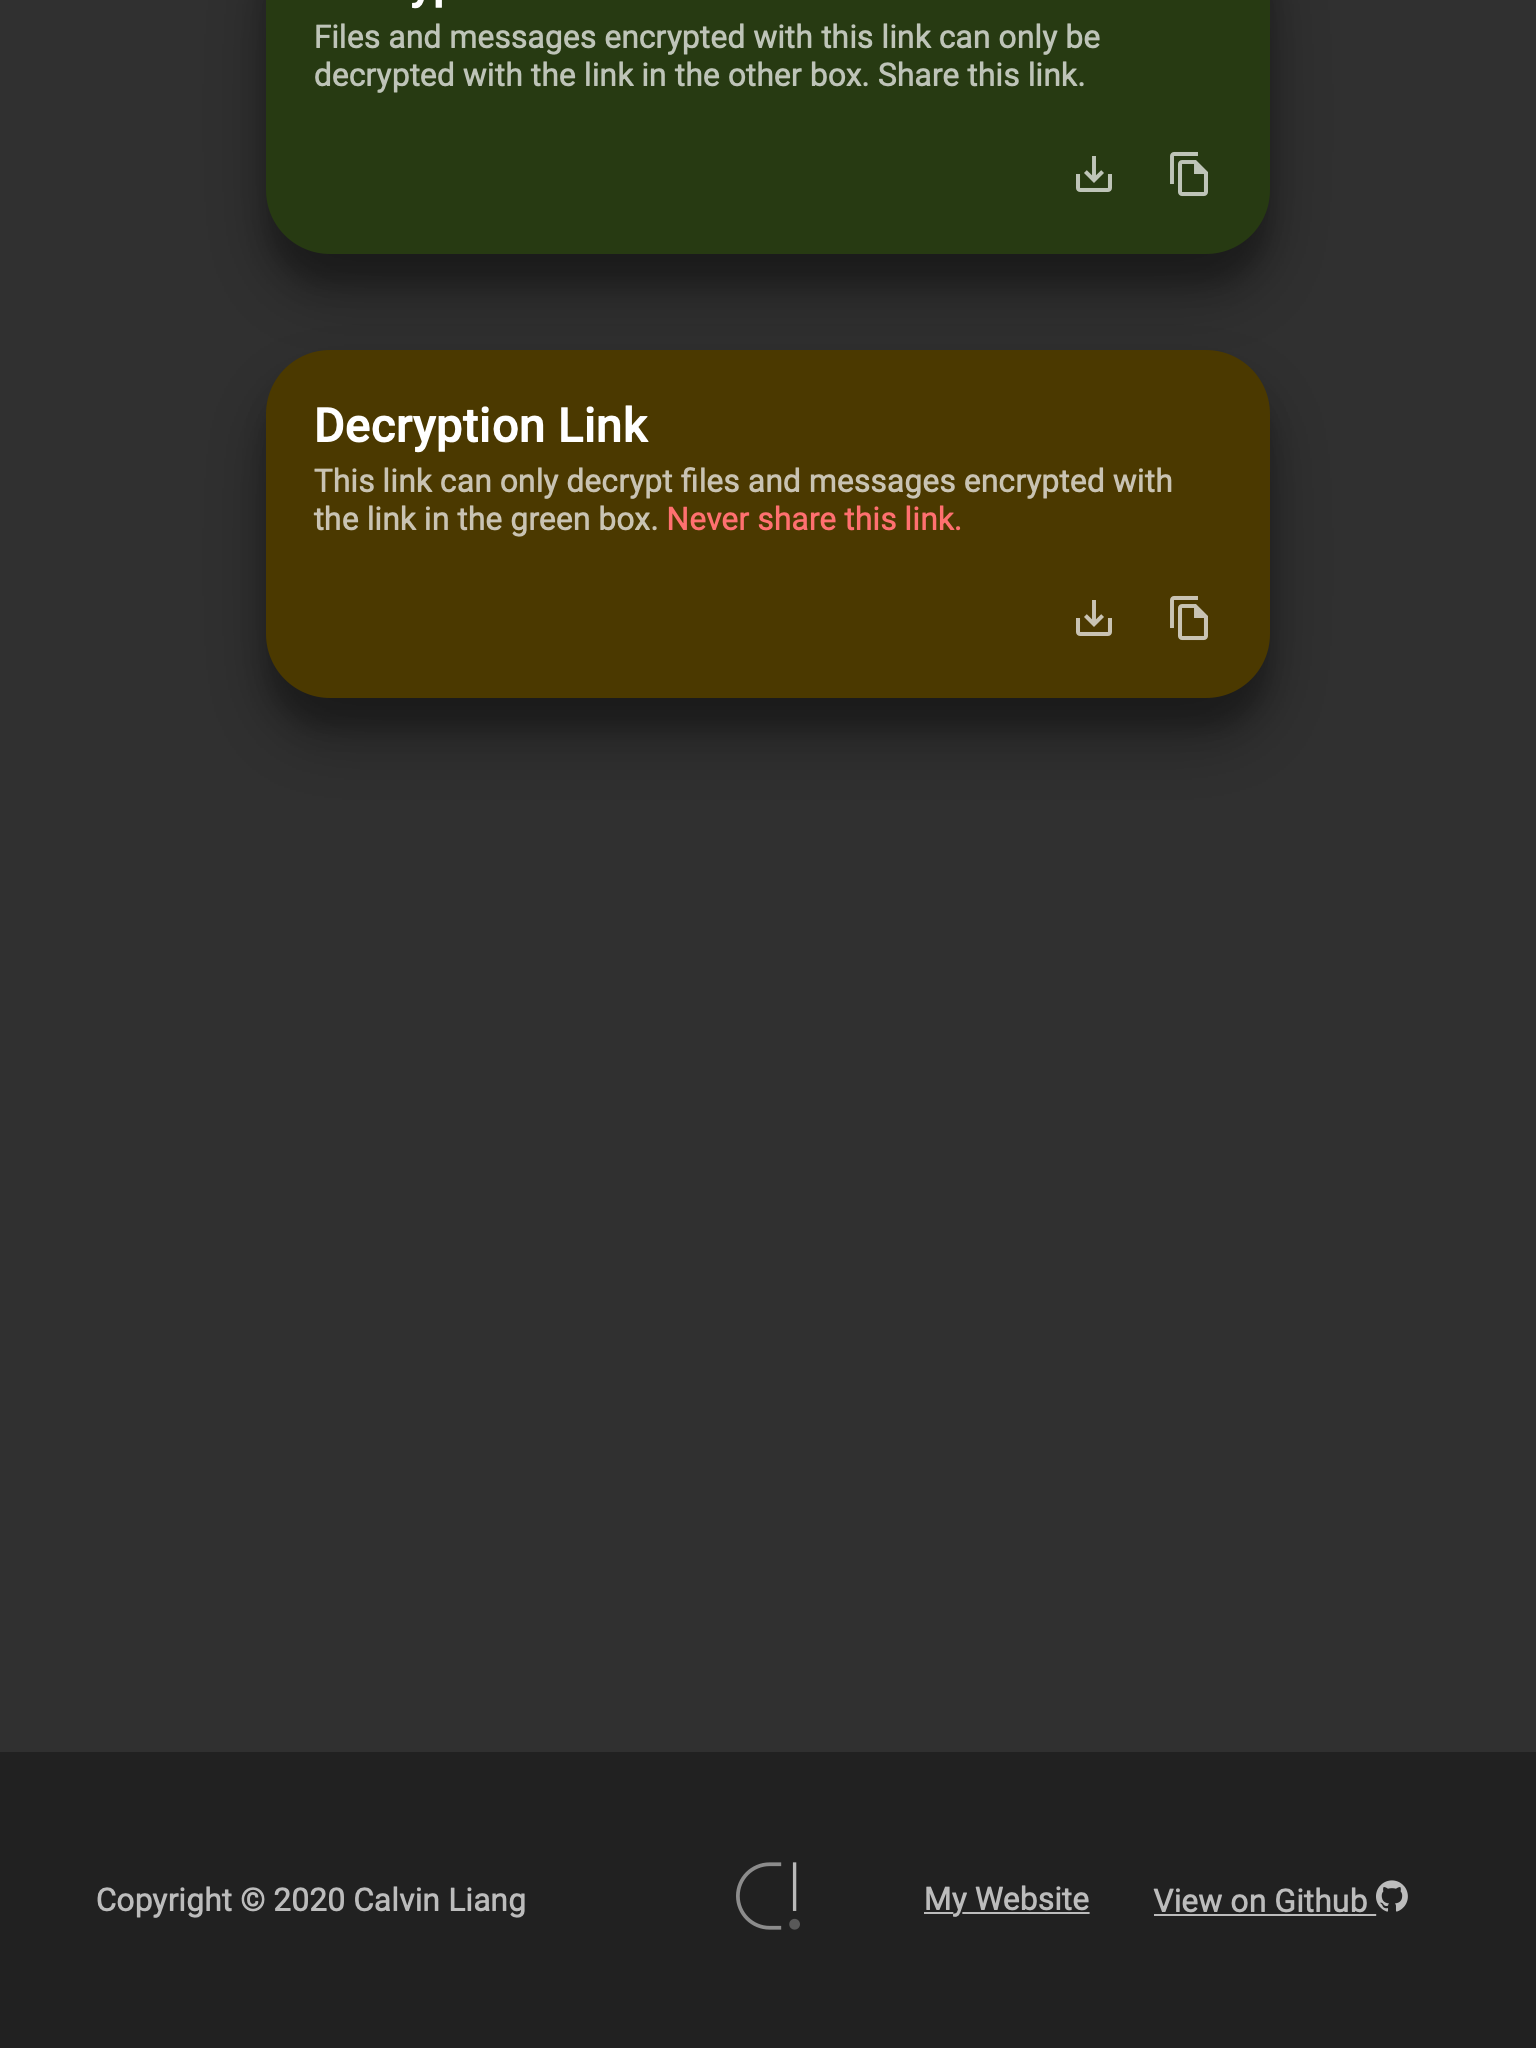 Files and messages encrypted with this link can only be
decrypted with the link in the other box. Share this link.
Decryption Link
This link can only decrypt files and messages encrypted with
the link in the green box. Never share this link.
Copyright © 2020 Calvin Liang
My Website
View on Github